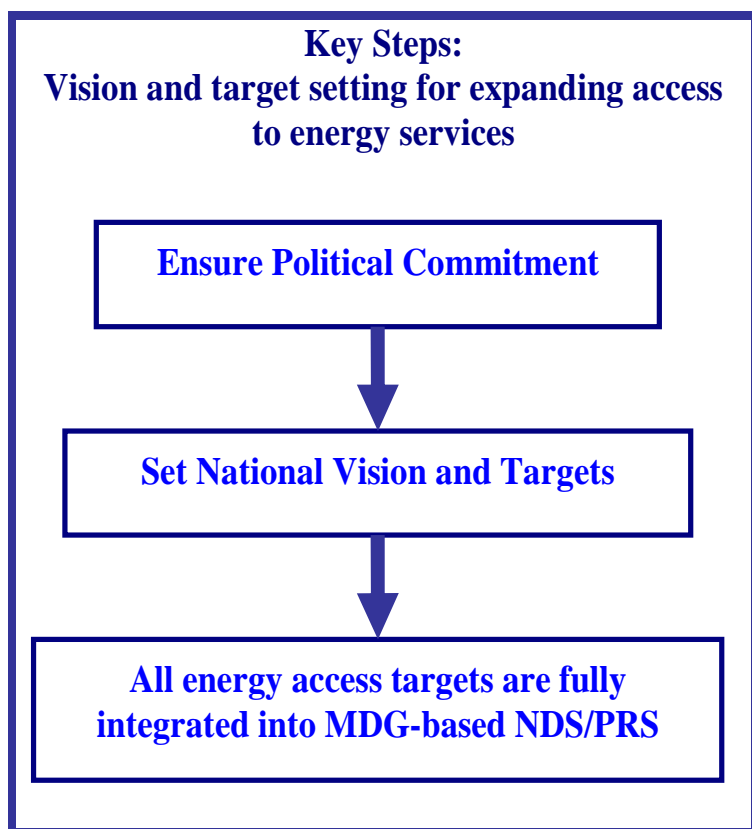 Key Steps:
Vision and target setting for expanding access
to energy services
Ensure Political Commitment
Set National Vision and Targets
All energy access targets are fully
integrated into MDG-based NDS/PRS